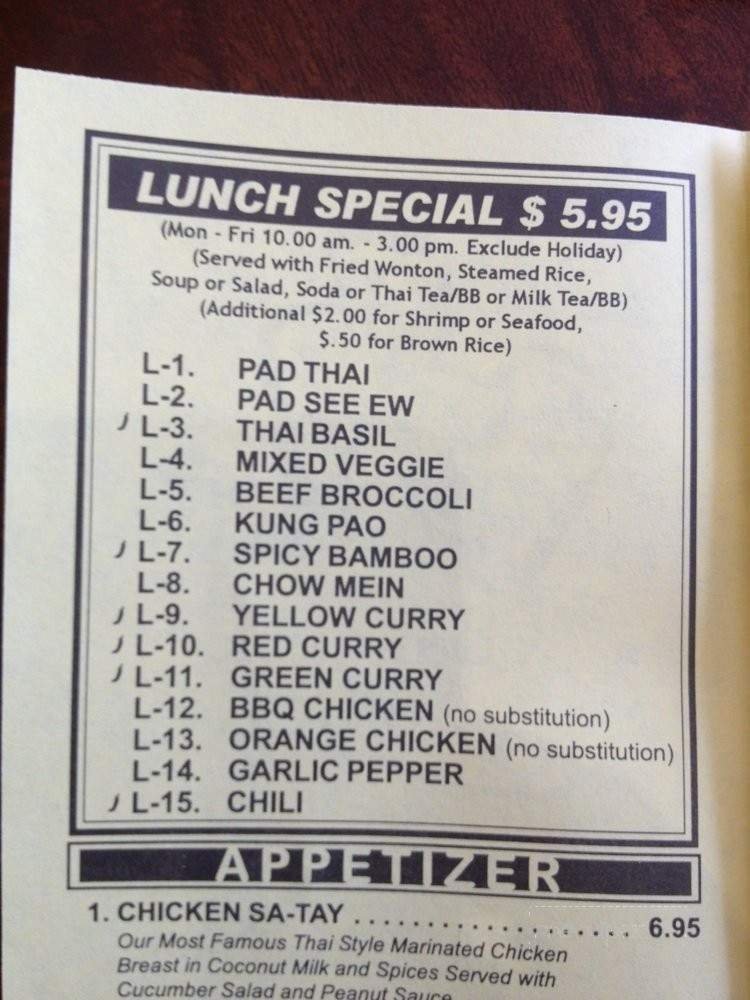 LUNCH SPECIAL $ 5.95
(Mon - Fri 10.00 am. - 3.00 pm. Exclude Holiday)
(Served with Fried Wonton, Steamed Rice,
Soup or Salad, Soda or Thai Tea/BB or Milk Tea/BB)
(Additional $2.00 for Shrimp or Seafood,
$.50 for Brown Rice)
L-1. PAD THAI
L-2. PAD SEE EW
L-3. THAI BASIL
L-4. MIXED VEGGIE
L-5. BEEF BROCCOLI
L-6. KUNG PAO
L-7. SPICY BAMBOO
L-8. CHOW MEIN
L-9. YELLOW CURRY
L-10. RED CURRY
L-11. GREEN CURRY
L-12. BBQ CHICKEN (no substitution)
L-13. ORANGE CHICKEN (no substitution)
L-14. GARLIC PEPPER
L-15. CHILI
APPETIZER
1. CHICKEN SA-TAY .................... 6.95
Our Most Famous Thai Style Marinated Chicken
Breast in Coconut Milk and Spices Served with
Cucumber Salad and Peanut Sauce